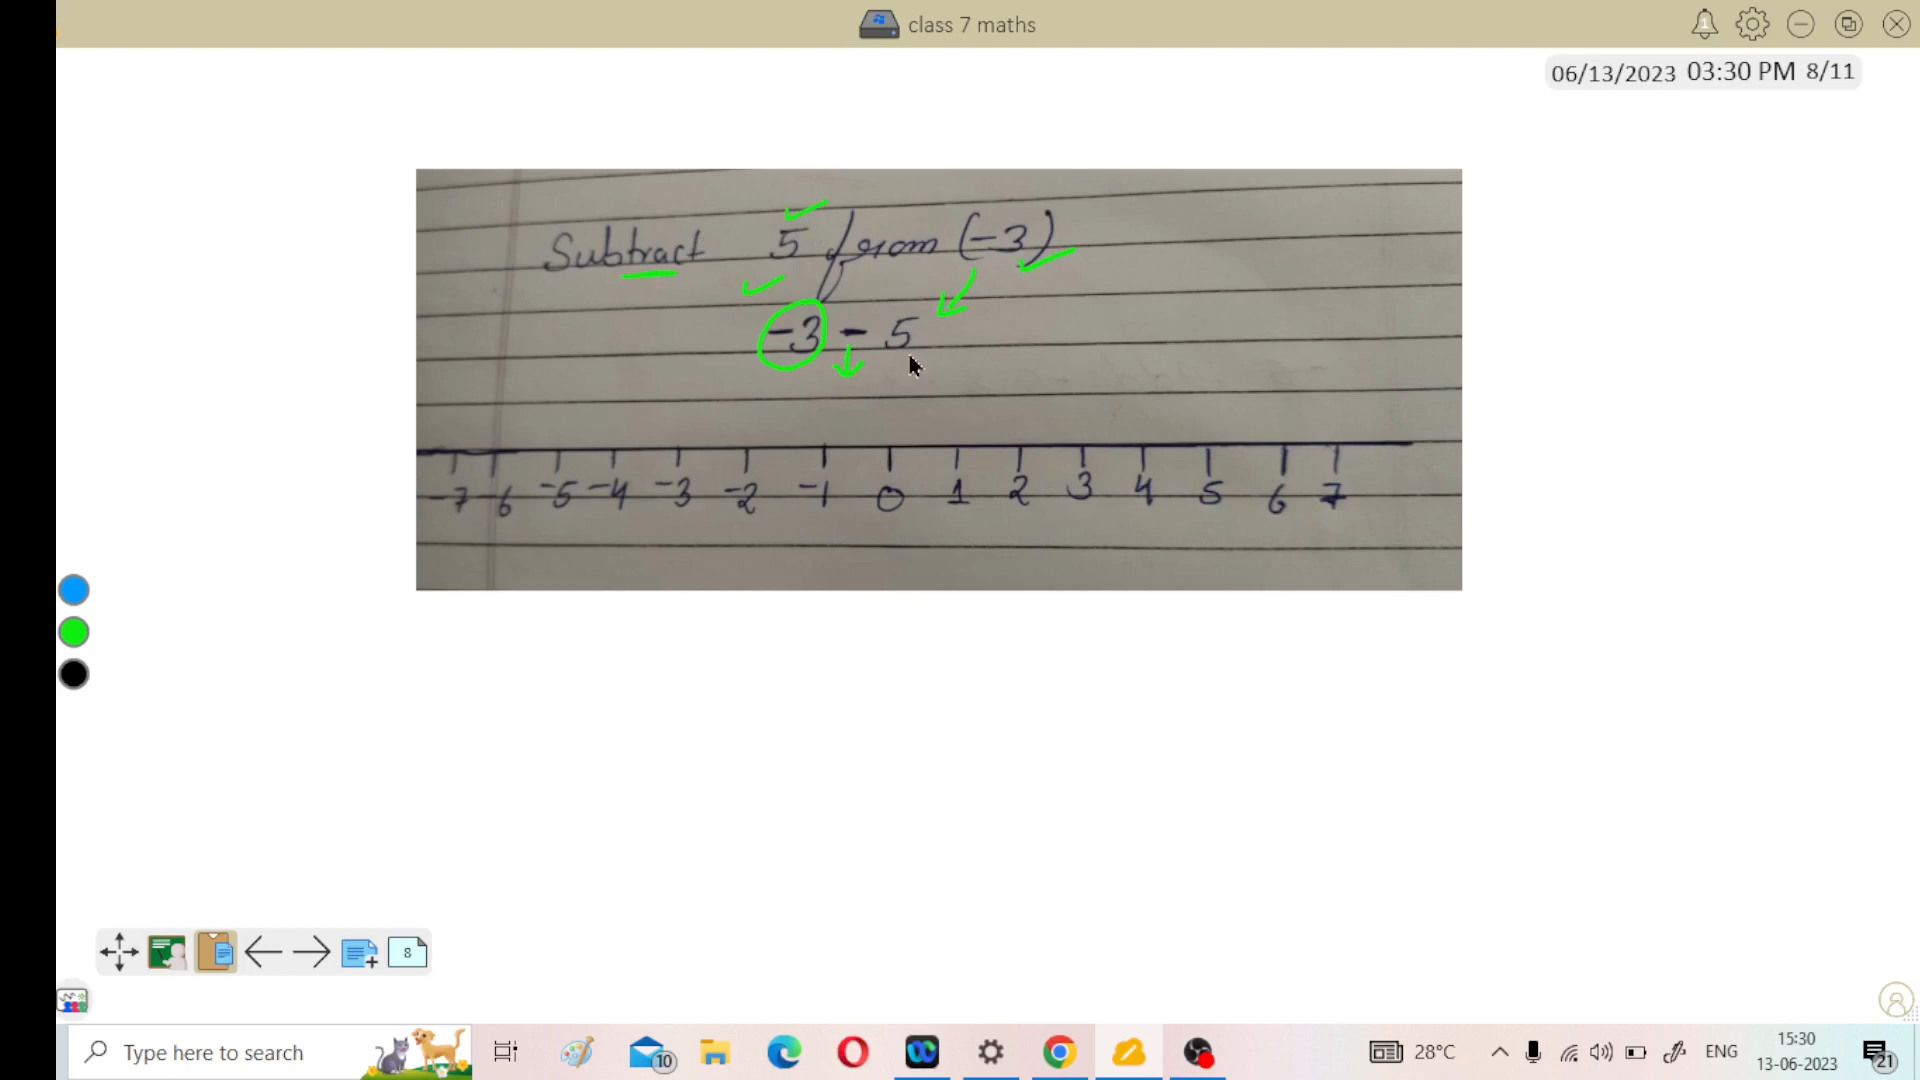 class 7 maths
06/13/2023 03:30 PM 8/11
Subtract 5 from (-3)
-3 - 5
-7 -6 -5 -4 -3 -2 -1 0 1 2 3 4 5 6 7
8
Type here to search
10
28°C
ENG
15:30
13-06-2023
21